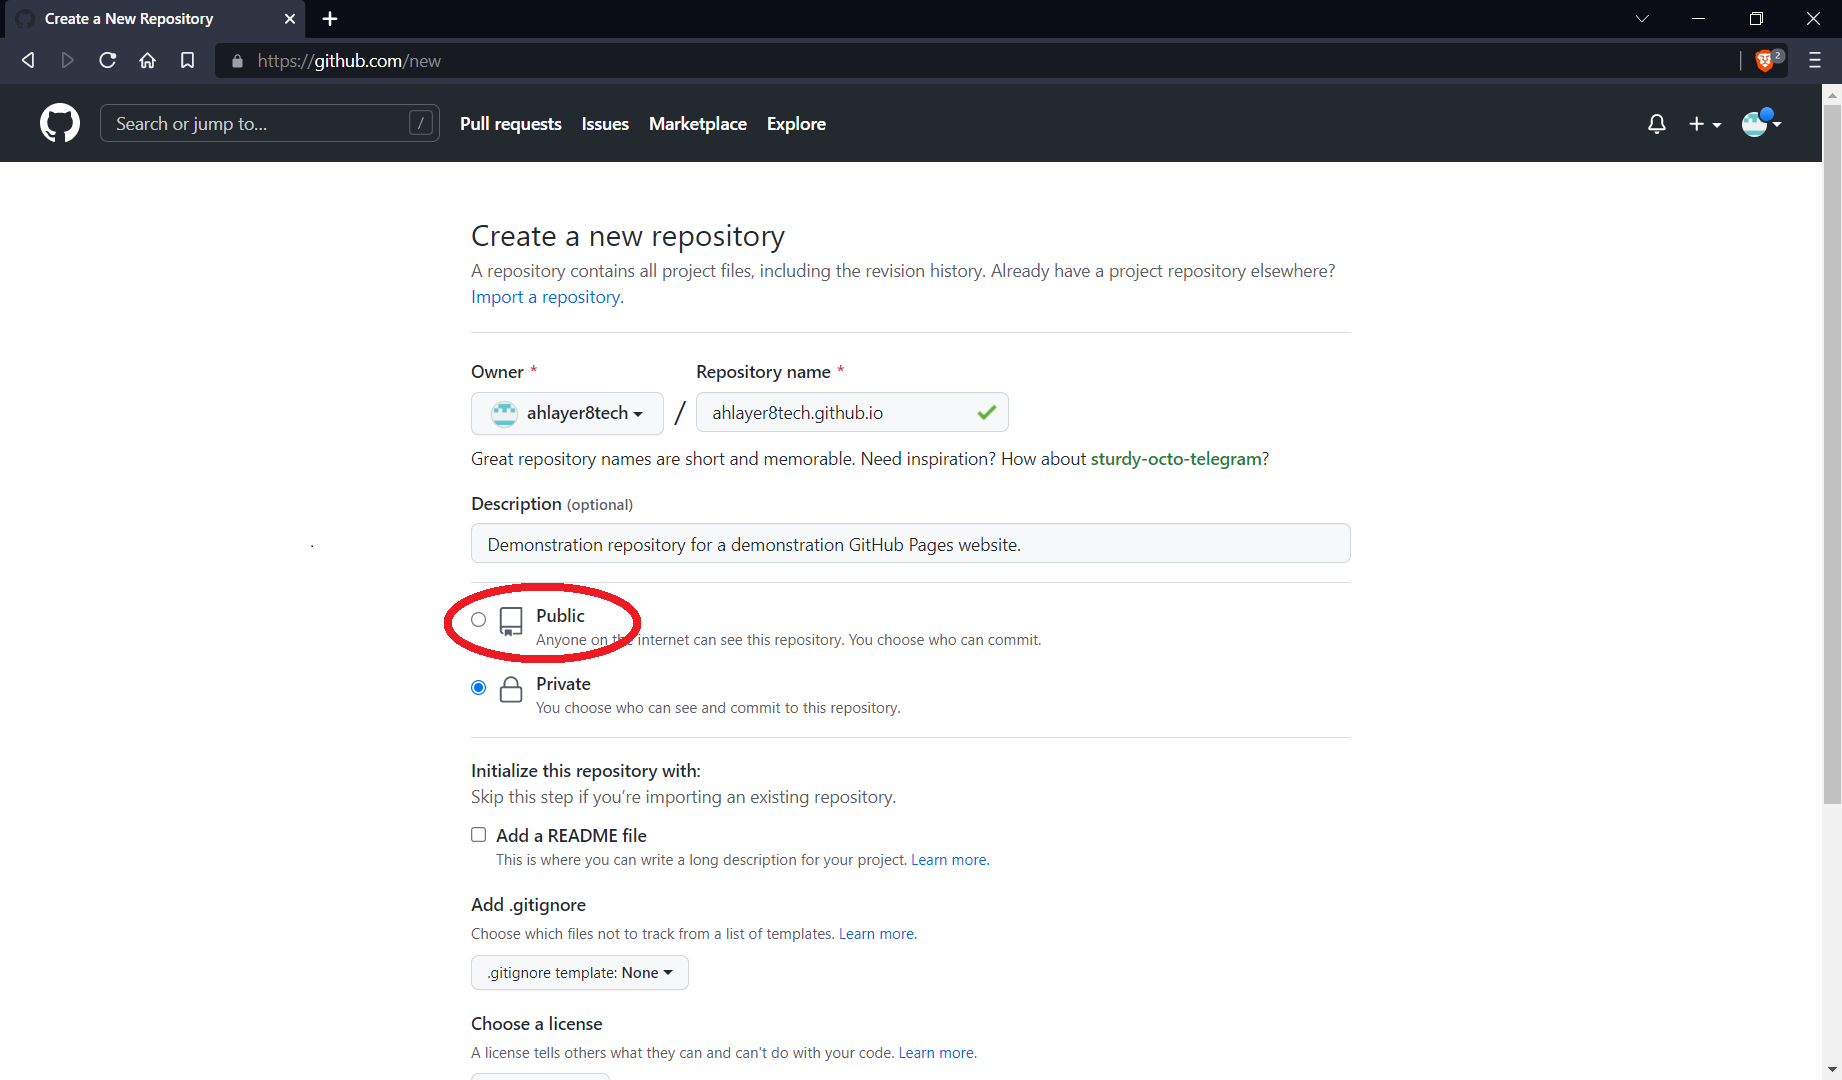 Create a New Repository
https://github.com/new
2
Search or jump to...
/
Pull requests
Issues
Marketplace
Explore
Create a new repository
A repository contains all project files, including the revision history. Already have a project repository elsewhere?
Import a repository.
Owner *
Repository name *
ahlayer8tech
/
ahlayer8tech.github.io
Great repository names are short and memorable. Need inspiration? How about sturdy-octo-telegram?
Description (optional)
Demonstration repository for a demonstration GitHub Pages website.
Public
Anyone on the internet can see this repository. You choose who can commit.
Private
You choose who can see and commit to this repository.
Initialize this repository with:
Skip this step if you’re importing an existing repository.
Add a README file
This is where you can write a long description for your project. Learn more.
Add .gitignore
Choose which files not to track from a list of templates. Learn more.
.gitignore template: None
Choose a license
A license tells others what they can and can't do with your code. Learn more.